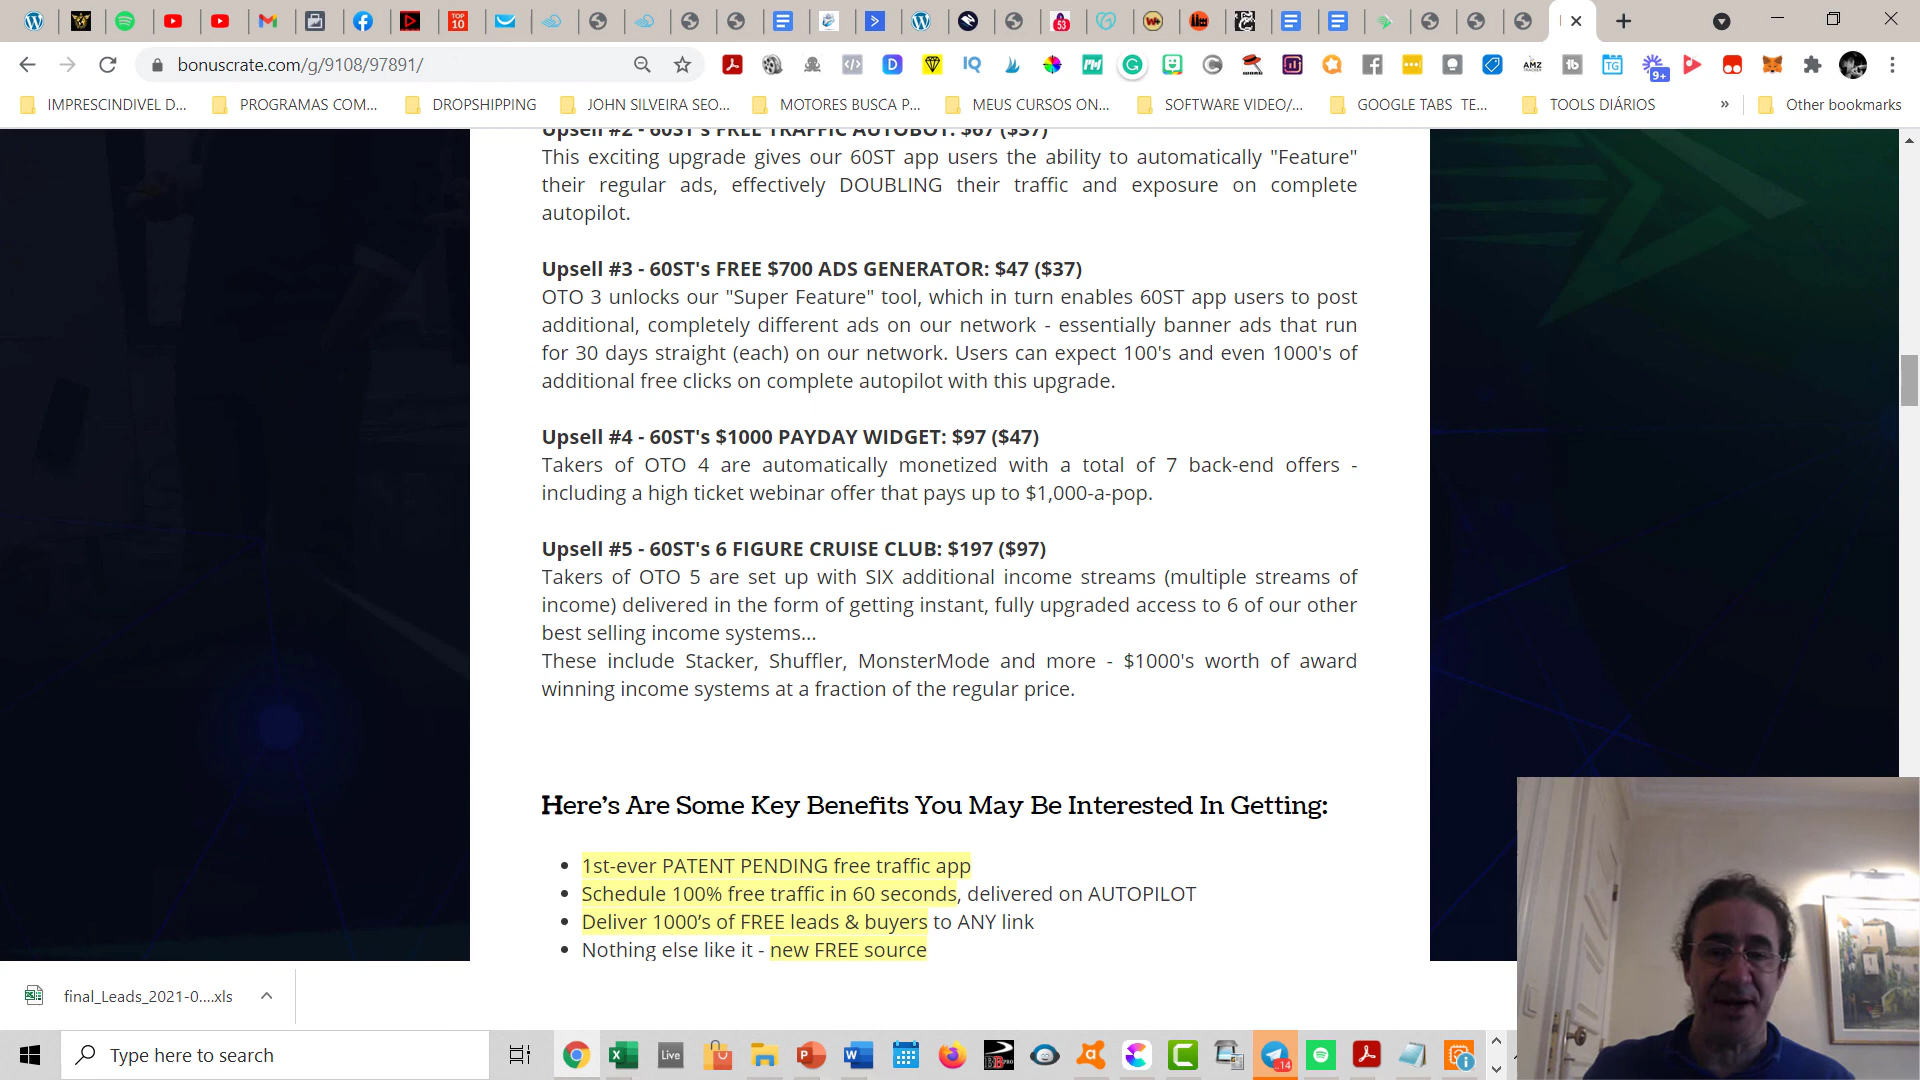 bonuscrate.com/g/9108/97891/
IMPRESCINDIVEL D...
PROGRAMAS COM...
DROPSHIPPING
JOHN SILVEIRA SEO...
MOTORES BUSCA P...
MEUS CURSOS ON...
SOFTWARE VIDEO/...
GOOGLE TABS TE...
TOOLS DIÁRIOS
»
Other bookmarks
Upsell #2 - 60ST's FREE TRAFFIC AUTOBOT: $67 ($37)
This exciting upgrade gives our 60ST app users the ability to automatically "Feature"
their regular ads, effectively DOUBLING their traffic and exposure on complete
autopilot.
Upsell #3 - 60ST's FREE $700 ADS GENERATOR: $47 ($37)
OTO 3 unlocks our "Super Feature" tool, which in turn enables 60ST app users to post
additional, completely different ads on our network - essentially banner ads that run
for 30 days straight (each) on our network. Users can expect 100's and even 1000's of
additional free clicks on complete autopilot with this upgrade.
Upsell #4 - 60ST's $1000 PAYDAY WIDGET: $97 ($47)
Takers of OTO 4 are automatically monetized with a total of 7 back-end offers -
including a high ticket webinar offer that pays up to $1,000-a-pop.
Upsell #5 - 60ST's 6 FIGURE CRUISE CLUB: $197 ($97)
Takers of OTO 5 are set up with SIX additional income streams (multiple streams of
income) delivered in the form of getting instant, fully upgraded access to 6 of our other
best selling income systems...
These include Stacker, Shuffler, MonsterMode and more - $1000's worth of award
winning income systems at a fraction of the regular price.
Here's Are Some Key Benefits You May Be Interested In Getting:
• 1st-ever PATENT PENDING free traffic app
• Schedule 100% free traffic in 60 seconds, delivered on AUTOPILOT
• Deliver 1000's of FREE leads & buyers to ANY link
• Nothing else like it - new FREE source
final_Leads_2021-0....xls
Type here to search